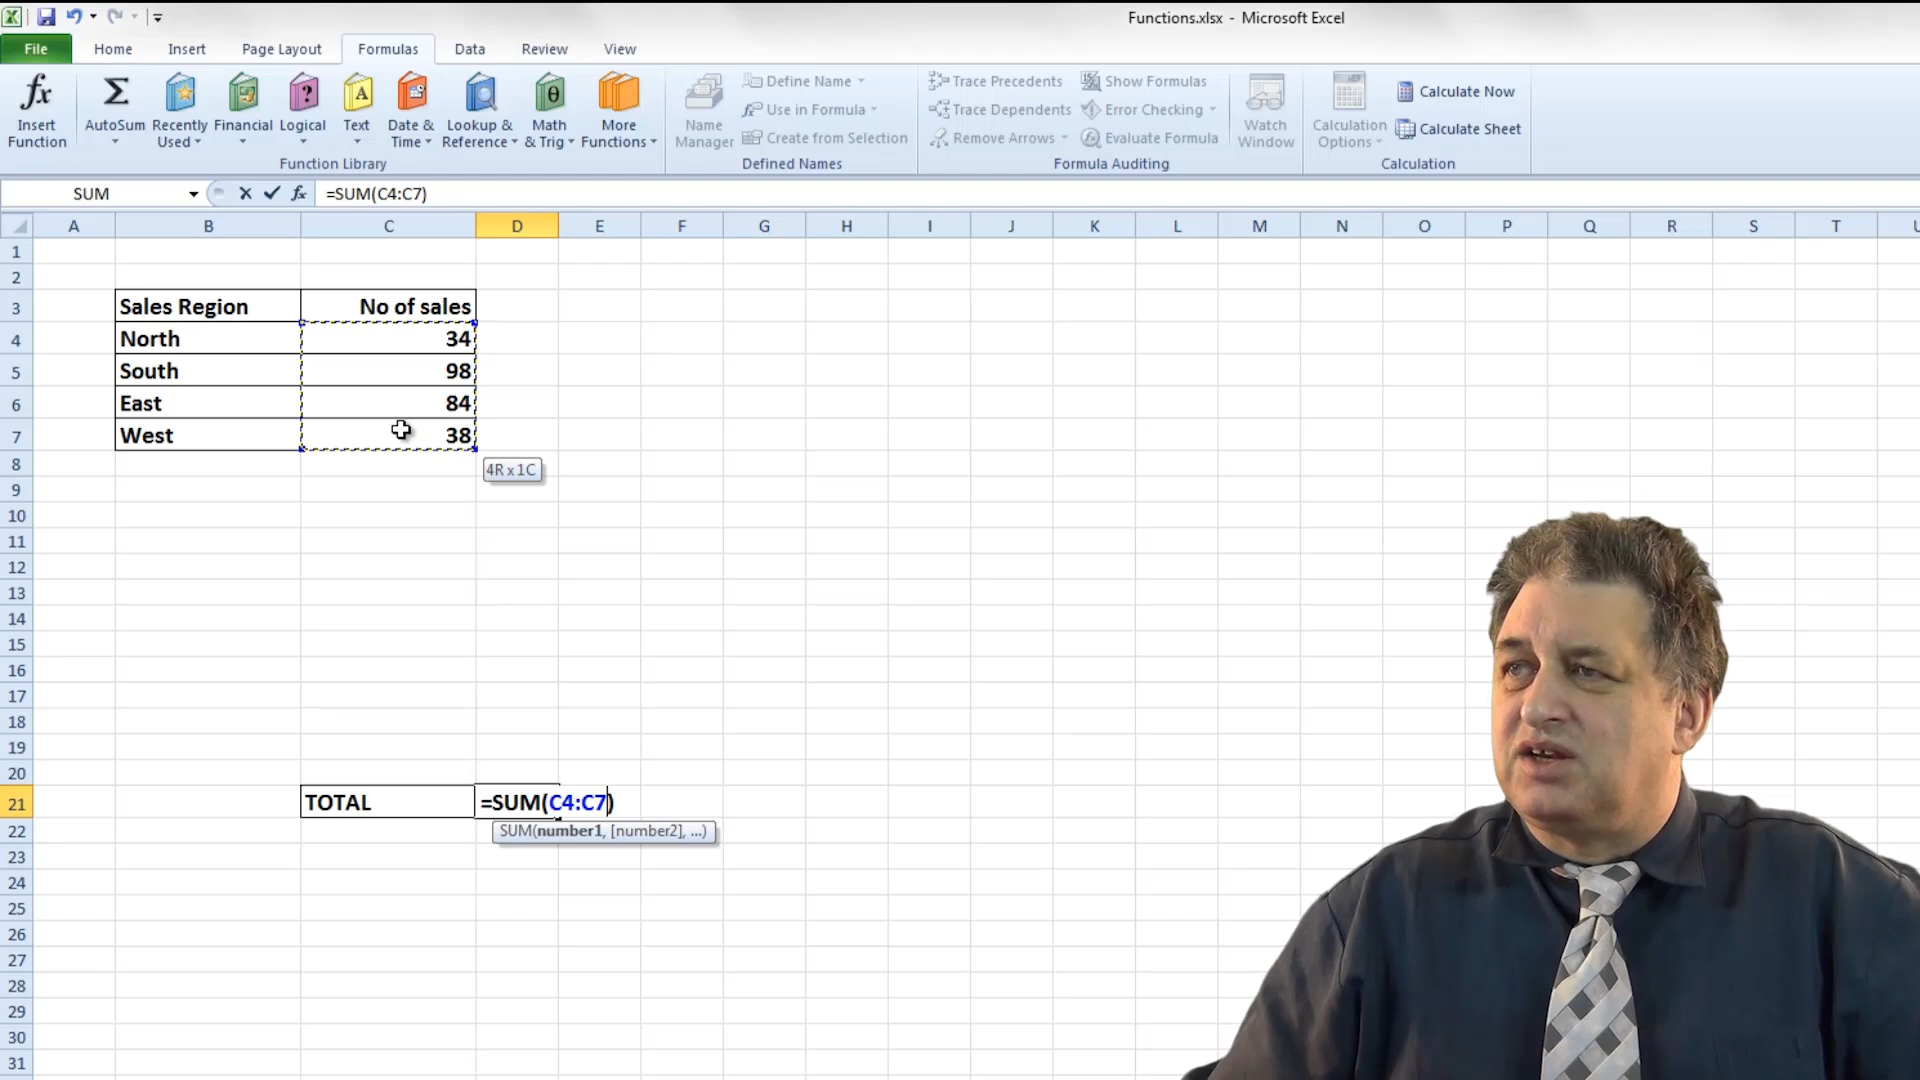 Functions.xlsx - Microsoft Excel
File Home Insert Page Layout Formulas Data Review View
fx Σ ? A θ
Insert Function AutoSum Recently Used Financial Logical Text Date & Time Lookup & Reference Math & Trig More Functions
Function Library
Name Manager
Define Name
Use in Formula
Create from Selection
Defined Names
Trace Precedents Show Formulas
Trace Dependents Error Checking
Remove Arrows Evaluate Formula
Watch Window
Formula Auditing
Calculation Options
Calculate Now
Calculate Sheet
Calculation
SUM fx =SUM(C4:C7)
A B C D E F G H I J K L M N O P Q R S T U
1
2
3 Sales Region No of sales
4 North 34
5 South 98
6 East 84
7 West 38
8 4R x 1C
9
10
11
12
13
14
15
16
17
18
19
20
21 TOTAL =SUM(C4:C7)
22 SUM(number1, [number2], ...)
23
24
25
26
27
28
29
30
31